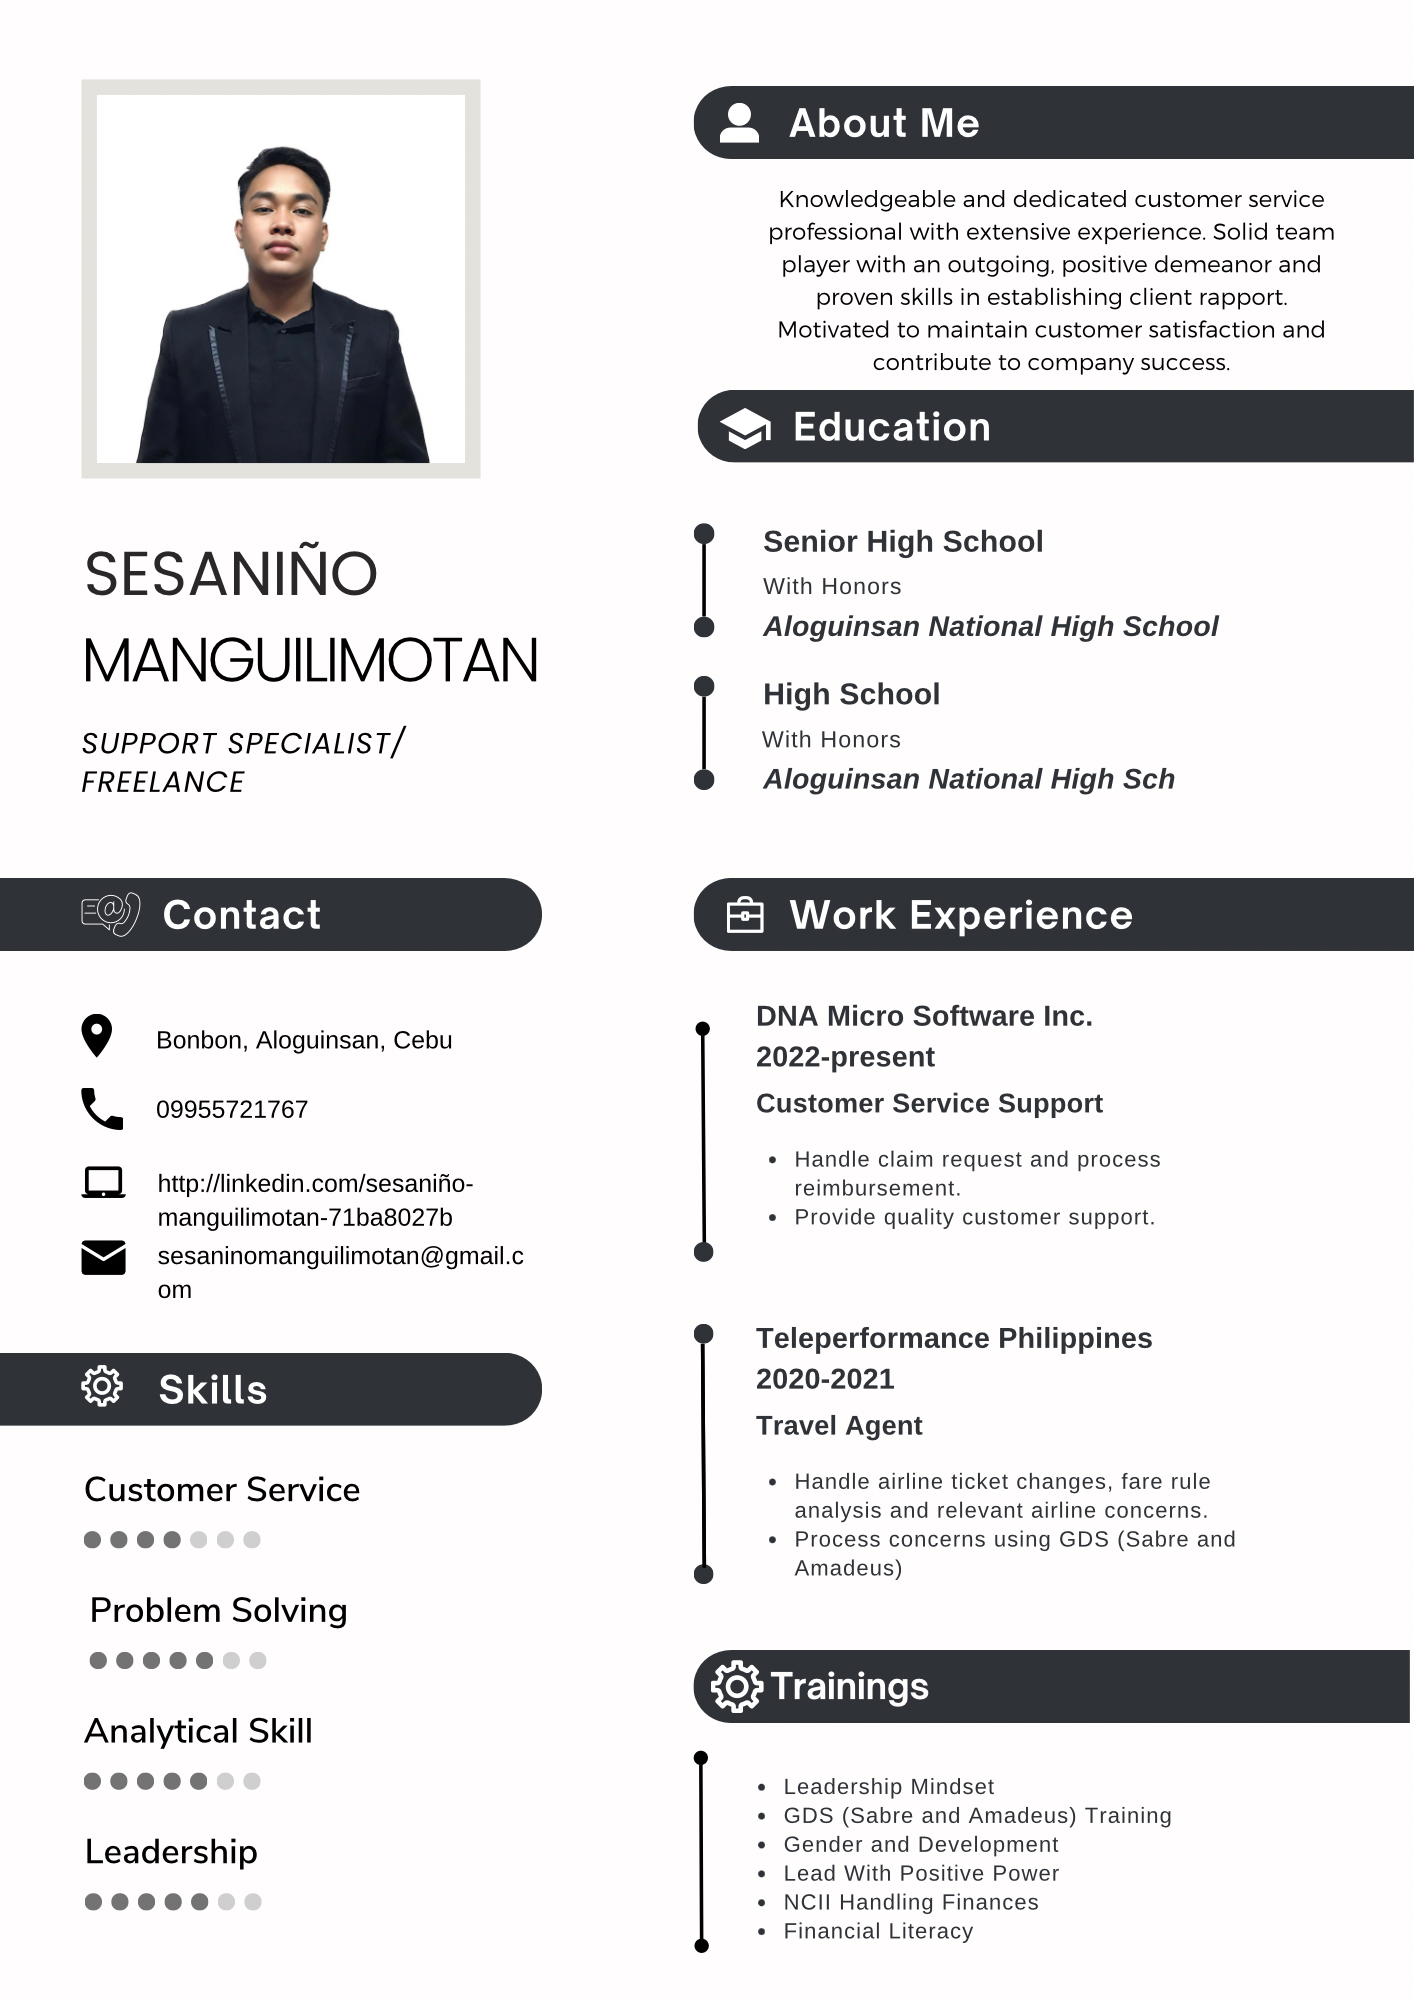 SESANIÑO
MANGUILIMOTAN
SUPPORT SPECIALIST/
FREELANCE
Contact
Bonbon, Aloguinsan, Cebu
09955721767
http://linkedin.com/sesaniño-
manguilimotan-71ba8027b
sesaninomanguilimotan@gmail.c
om
Skills
Customer Service
Problem Solving
Analytical Skill
Leadership
About Me
Knowledgeable and dedicated customer service
professional with extensive experience. Solid team
player with an outgoing, positive demeanor and
proven skills in establishing client rapport.
Motivated to maintain customer satisfaction and
contribute to company success.
Education
Senior High School
With Honors
Aloguinsan National High School
High School
With Honors
Aloguinsan National High Sch
Work Experience
DNA Micro Software Inc.
2022-present
Customer Service Support
• Handle claim request and process
reimbursement.
• Provide quality customer support.
Teleperformance Philippines
2020-2021
Travel Agent
• Handle airline ticket changes, fare rule
analysis and relevant airline concerns.
• Process concerns using GDS (Sabre and
Amadeus)
Trainings
• Leadership Mindset
• GDS (Sabre and Amadeus) Training
• Gender and Development
• Lead With Positive Power
• NCII Handling Finances
• Financial Literacy